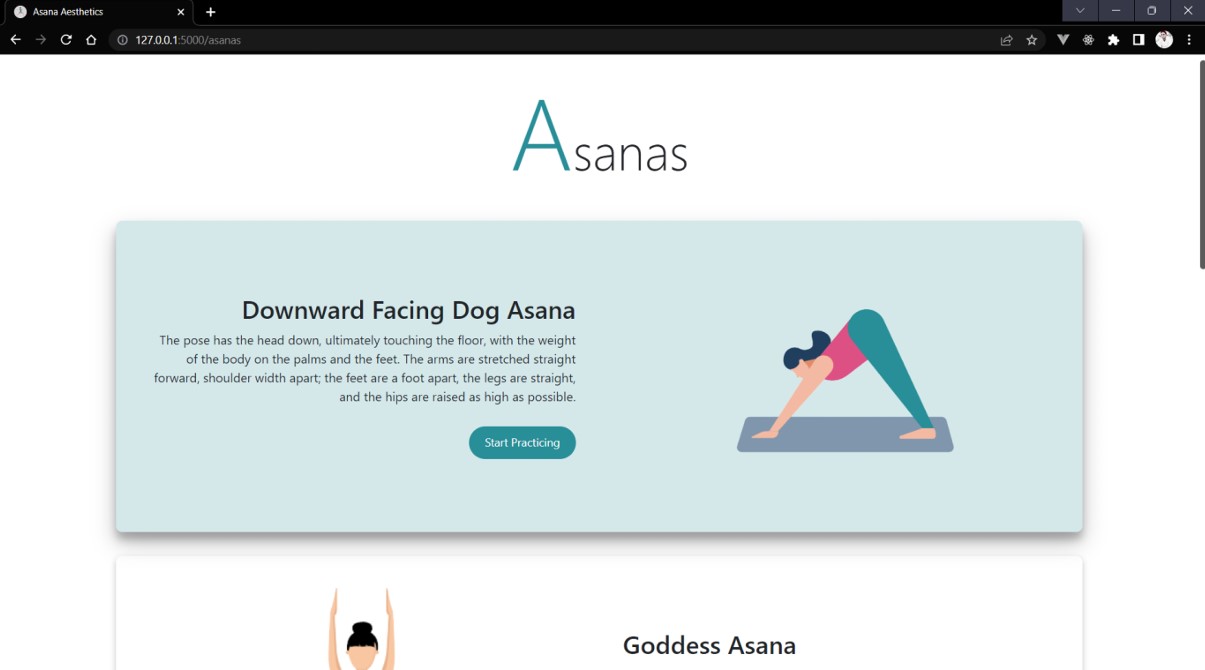 Asana Aesthetics
127.0.0.1:5000/asanas
Asanas
Downward Facing Dog Asana
The pose has the head down, ultimately touching the floor, with the weight
of the body on the palms and the feet. The arms are stretched straight
forward, shoulder width apart; the feet are a foot apart, the legs are straight,
and the hips are raised as high as possible.
Start Practicing
Goddess Asana